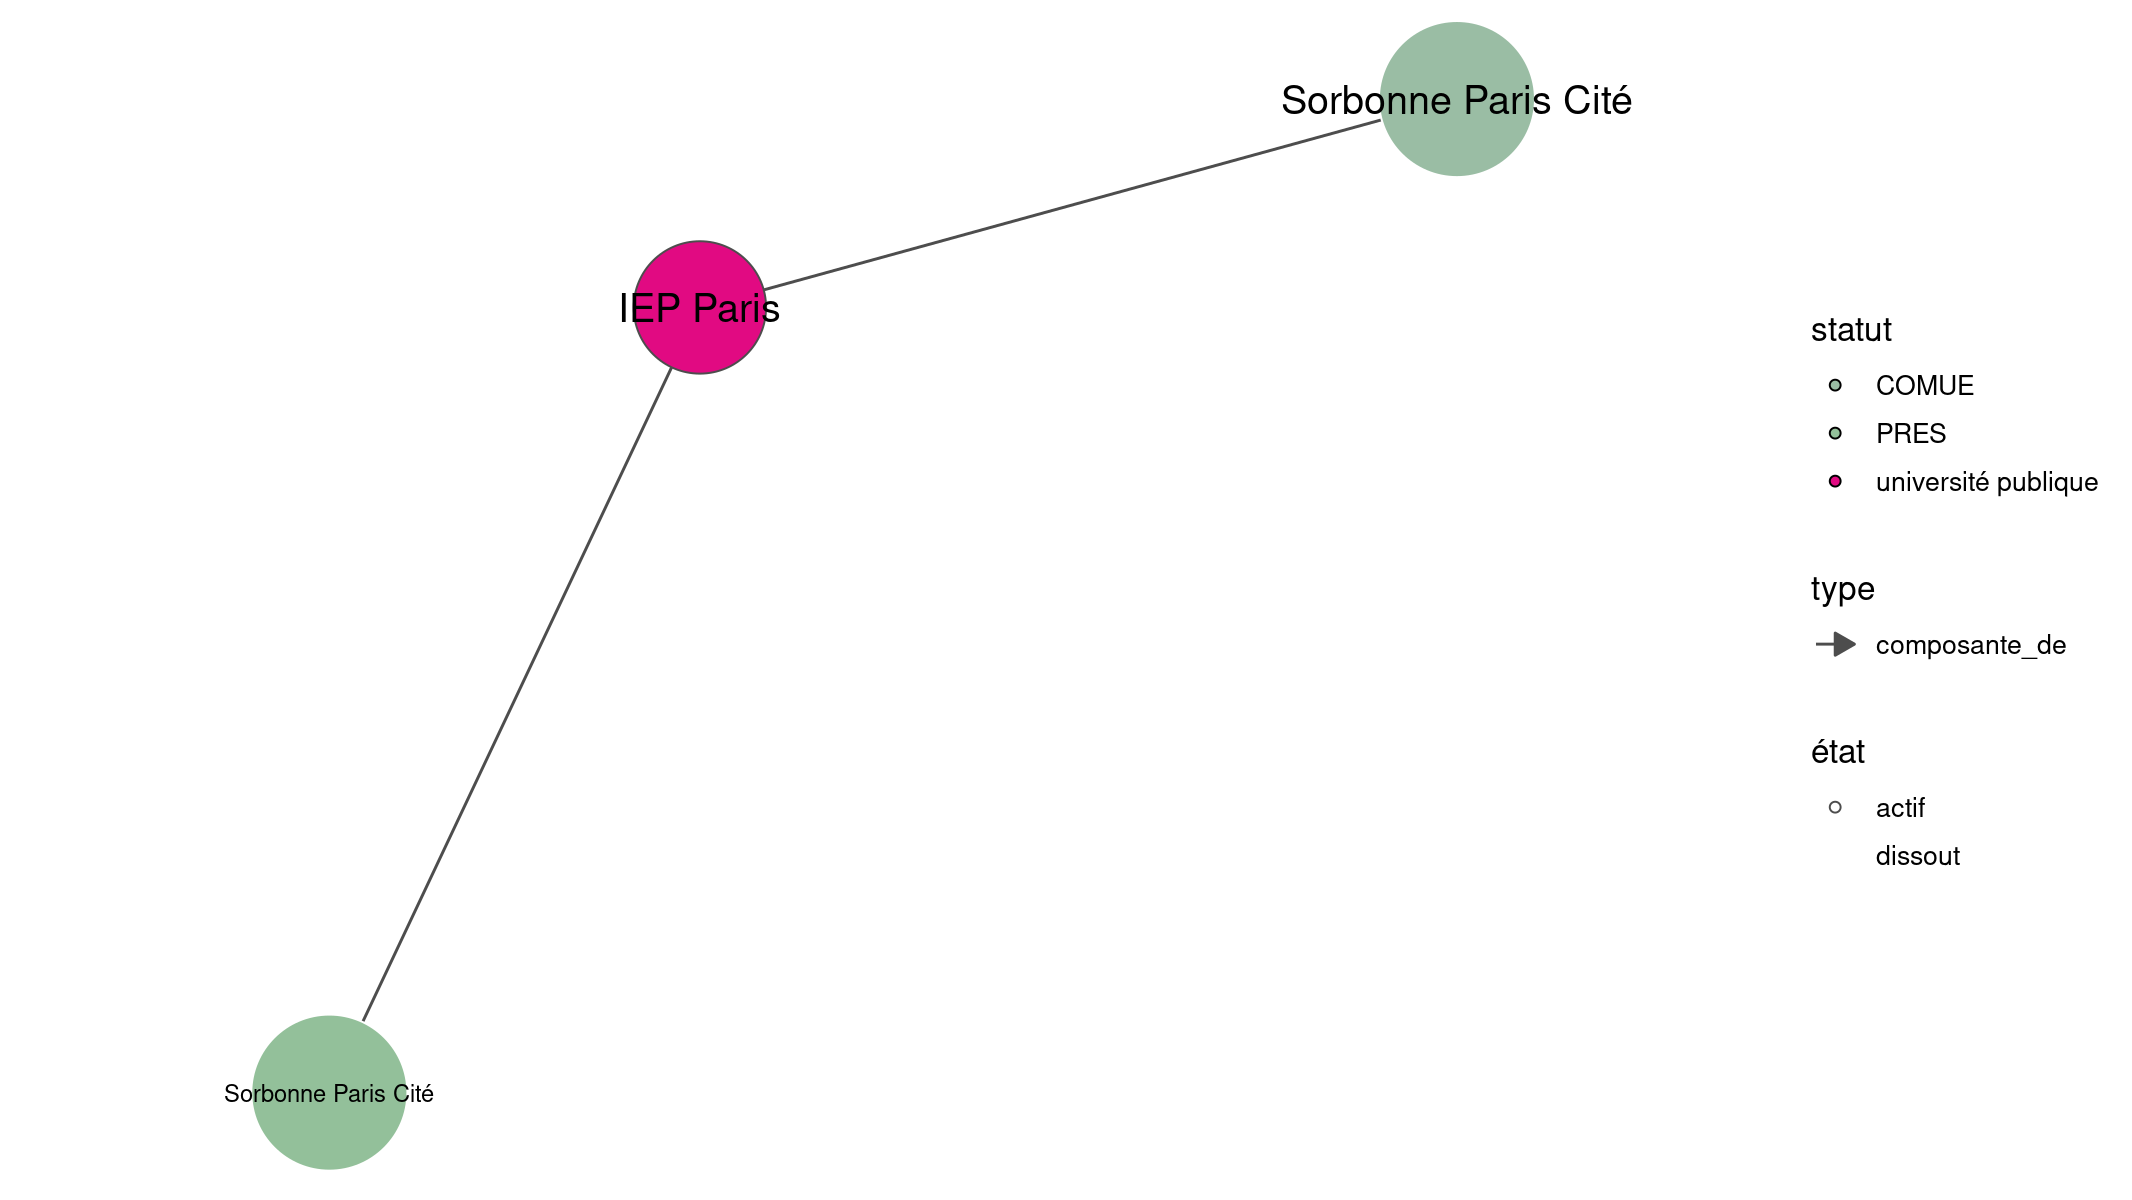 Sorbonne Paris Cité
IEP Paris
Sorbonne Paris Cité
statut
COMUE
PRES
université publique
type
composante_de
état
actif
dissout